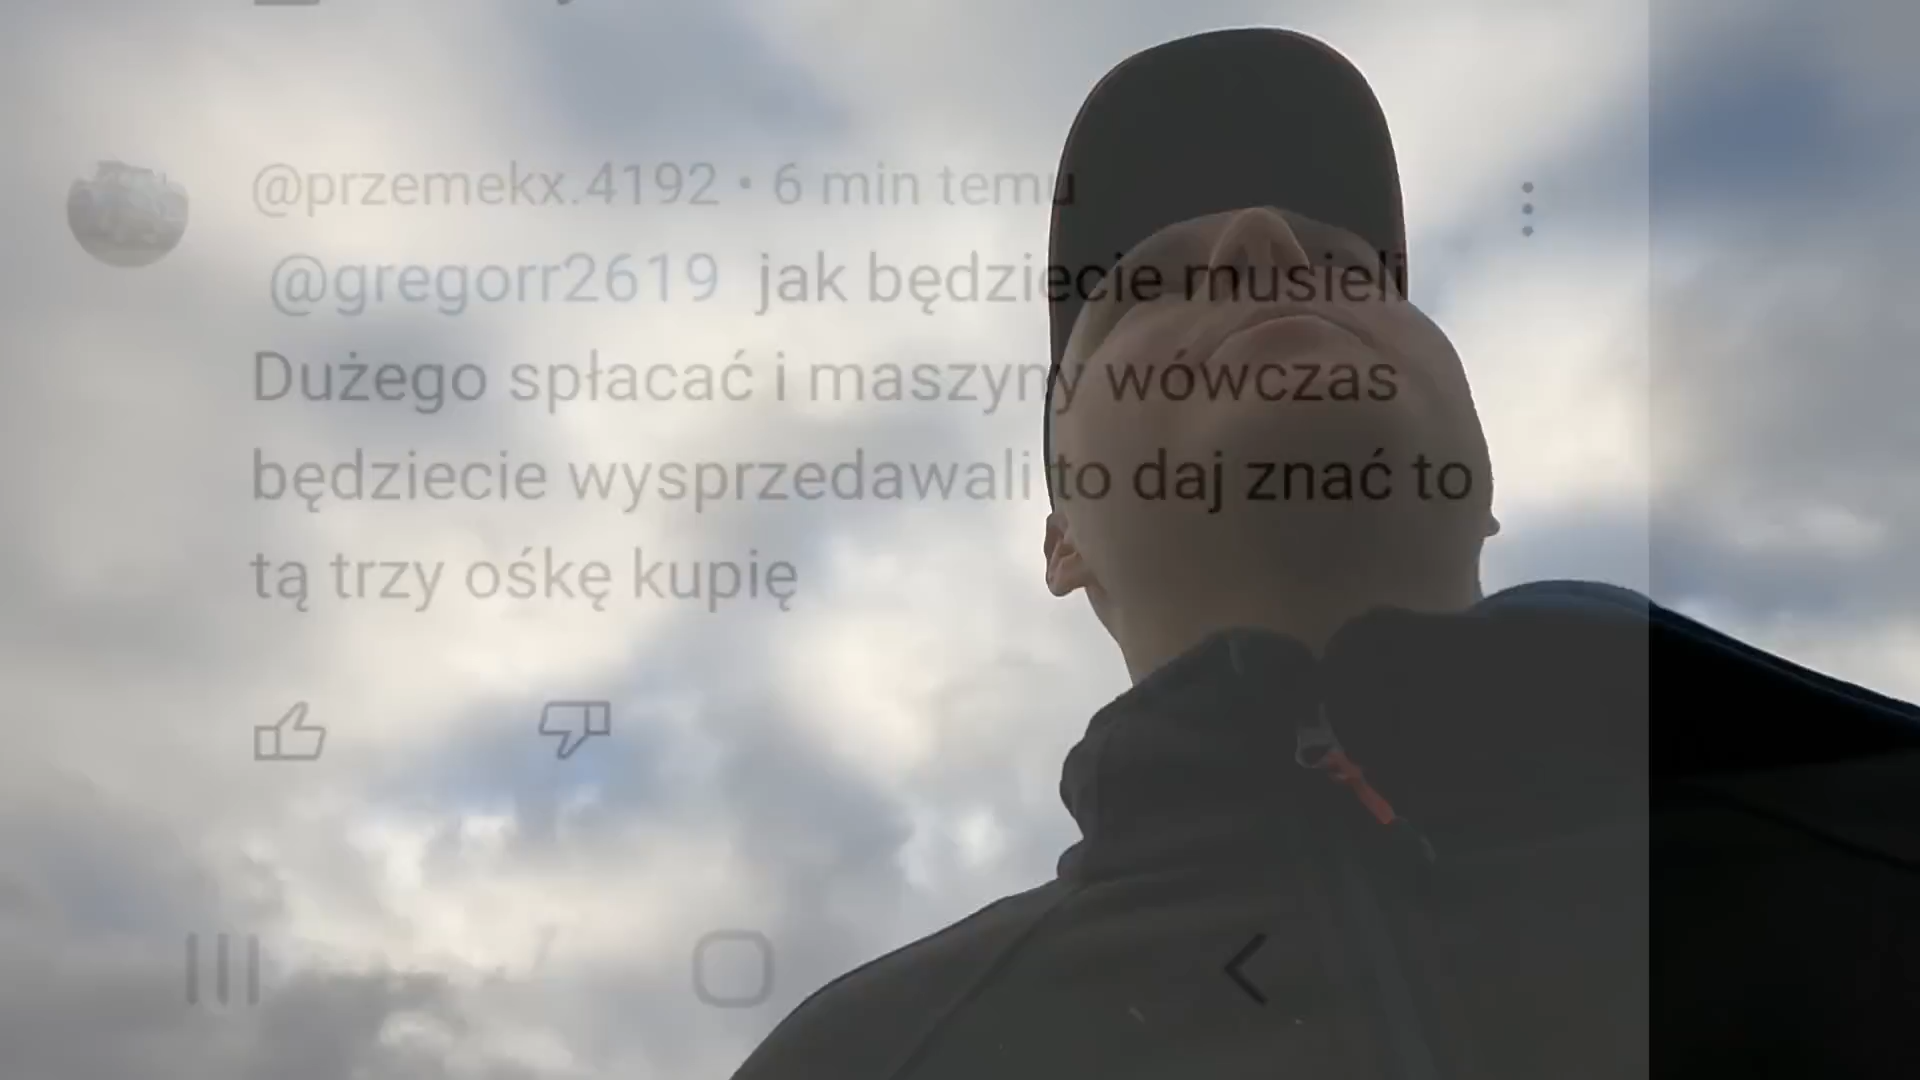 @przemekx.4192 • 6 min temu
@gregorr2619 jak będziecie musieli
Dużego spłacać i maszyny wówczas
będziecie wysprzedawali to daj znać to
tą trzy ośkę kupię